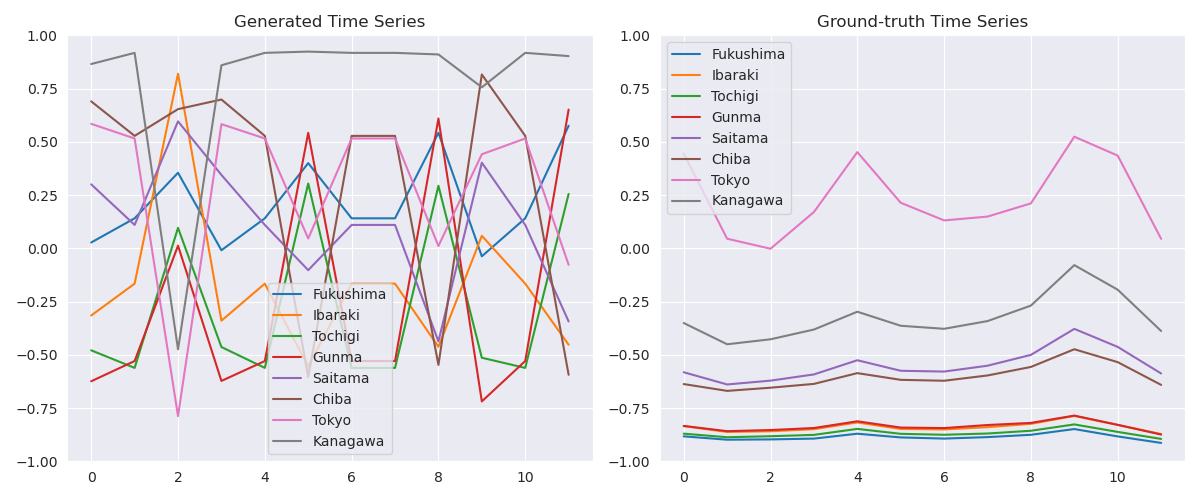 Generated Time Series
1.00
0.75
0.50
0.25
0.00
−0.25
−0.50
−0.75
−1.00
0
2
4
6
8
10
Fukushima
Ibaraki
Tochigi
Gunma
Saitama
Chiba
Tokyo
Kanagawa
Ground-truth Time Series
1.00
0.75
0.50
0.25
0.00
−0.25
−0.50
−0.75
−1.00
0
2
4
6
8
10
Fukushima
Ibaraki
Tochigi
Gunma
Saitama
Chiba
Tokyo
Kanagawa